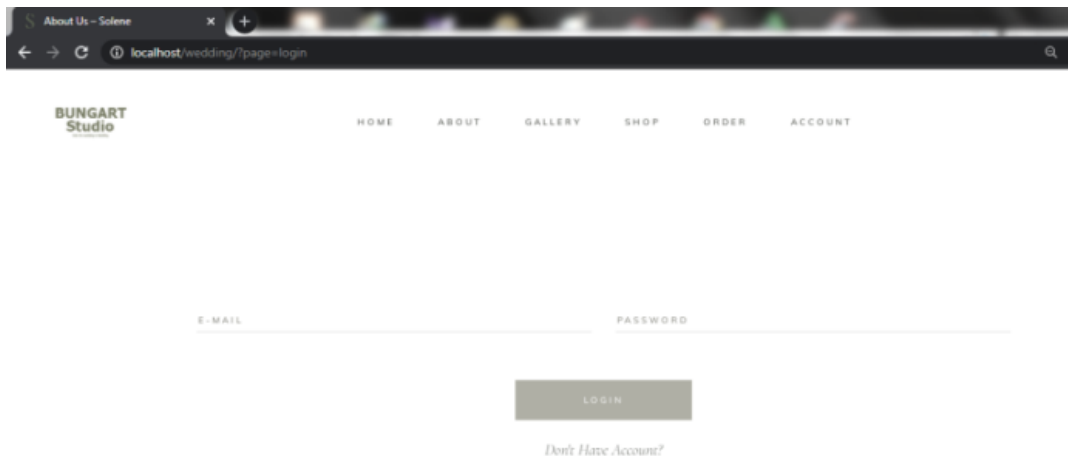 About Us – Solene
localhost/wedding/?page=login
BUNGART
Studio
HOME ABOUT GALLERY SHOP ORDER ACCOUNT
E-MAIL PASSWORD
LOGIN
Don't Have Account?